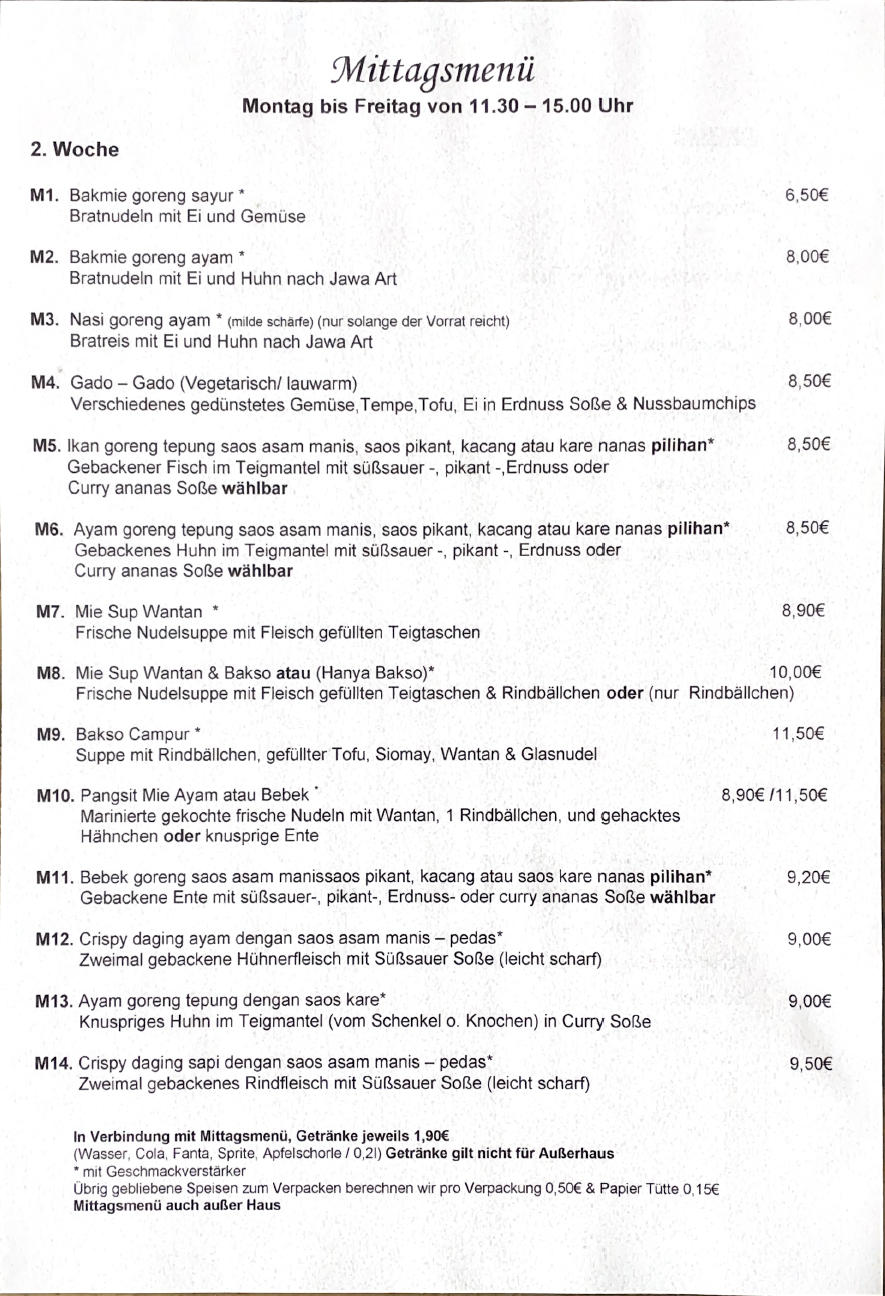 Mittagsmenü
Montag bis Freitag von 11.30 – 15.00 Uhr
2. Woche
M1. Bakmie goreng sayur * 6,50€
Bratnudeln mit Ei und Gemüse
M2. Bakmie goreng ayam * 8,00€
Bratnudeln mit Ei und Huhn nach Jawa Art
M3. Nasi goreng ayam * (milde schärfe) (nur solange der Vorrat reicht) 8,00€
Bratreis mit Ei und Huhn nach Jawa Art
M4. Gado – Gado (Vegetarisch/ lauwarm) 8,50€
Verschiedenes gedünstetes Gemüse,Tempe,Tofu, Ei in Erdnuss Soße & Nussbaumchips
M5. Ikan goreng tepung saos asam manis, saos pikant, kacang atau kare nanas pilihan* 8,50€
Gebackener Fisch im Teigmantel mit süßsauer -, pikant -,Erdnuss oder
Curry ananas Soße wählbar
M6. Ayam goreng tepung saos asam manis, saos pikant, kacang atau kare nanas pilihan* 8,50€
Gebackenes Huhn im Teigmantel mit süßsauer -, pikant -, Erdnuss oder
Curry ananas Soße wählbar
M7. Mie Sup Wantan * 8,90€
Frische Nudelsuppe mit Fleisch gefüllten Teigtaschen
M8. Mie Sup Wantan & Bakso atau (Hanya Bakso)* 10,00€
Frische Nudelsuppe mit Fleisch gefüllten Teigtaschen & Rindbällchen oder (nur Rindbällchen)
M9. Bakso Campur * 11,50€
Suppe mit Rindbällchen, gefüllter Tofu, Siomay, Wantan & Glasnudel
M10. Pangsit Mie Ayam atau Bebek * 8,90€ /11,50€
Marinierte gekochte frische Nudeln mit Wantan, 1 Rindbällchen, und gehacktes
Hähnchen oder knusprige Ente
M11. Bebek goreng saos asam manissaos pikant, kacang atau saos kare nanas pilihan* 9,20€
Gebackene Ente mit süßsauer-, pikant-, Erdnuss- oder curry ananas Soße wählbar
M12. Crispy daging ayam dengan saos asam manis – pedas* 9,00€
Zweimal gebackene Hühnerfleisch mit Süßsauer Soße (leicht scharf)
M13. Ayam goreng tepung dengan saos kare* 9,00€
Knuspriges Huhn im Teigmantel (vom Schenkel o. Knochen) in Curry Soße
M14. Crispy daging sapi dengan saos asam manis – pedas* 9,50€
Zweimal gebackenes Rindfleisch mit Süßsauer Soße (leicht scharf)
In Verbindung mit Mittagsmenü, Getränke jeweils 1,90€
(Wasser, Cola, Fanta, Sprite, Apfelschorle / 0,2l) Getränke gilt nicht für Außerhaus
* mit Geschmackverstärker
Übrig gebliebene Speisen zum Verpacken berechnen wir pro Verpackung 0,50€ & Papier Tütte 0,15€
Mittagsmenü auch außer Haus